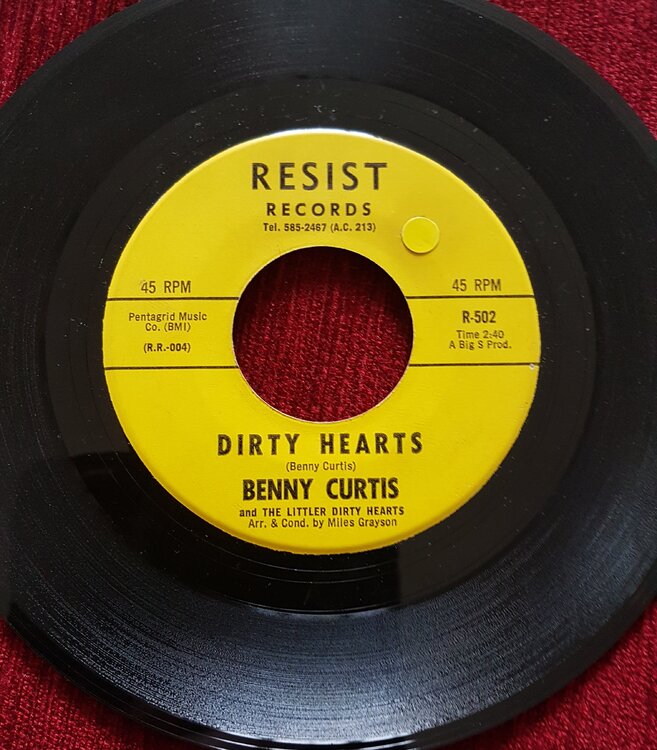 RESIST
RECORDS
Tel. 585-2467 (A.C. 213)
45 RPM
45 RPM
Pentagrid Music
Co. (BMI)
(R.R.-004)
R-502
Time 2:40
A Big S Prod.
DIRTY HEARTS
(Benny Curtis)
BENNY CURTIS
and THE LITTLER DIRTY HEARTS
Arr. & Cond. by Miles Grayson